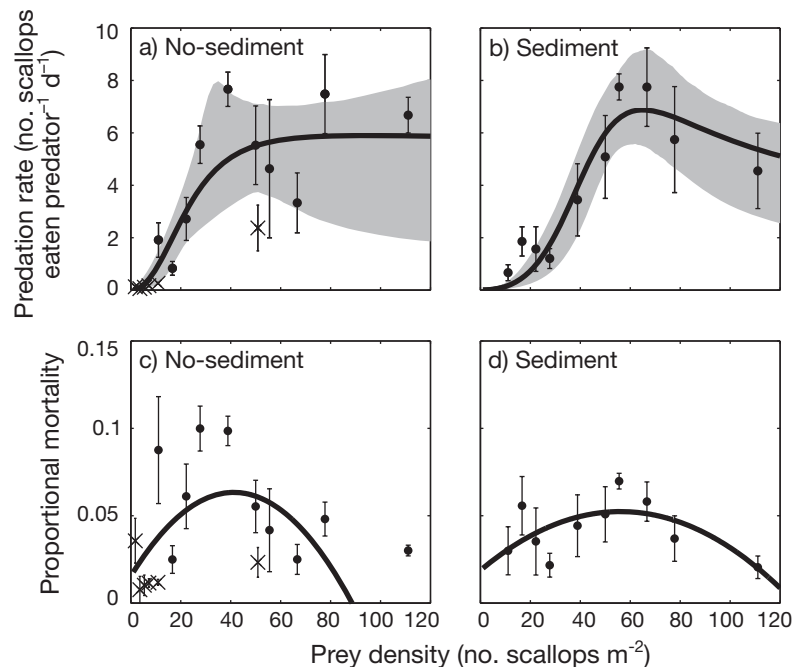 a) No-sediment
b) Sediment
Predation rate (no. scallops
eaten predator⁻¹ d⁻¹)
10
8
6
4
2
0
c) No-sediment
d) Sediment
Proportional mortality
0.15
0.1
0.05
0
0 20 40 60 80 100 120
0 20 40 60 80 100 120
Prey density (no. scallops m⁻²)